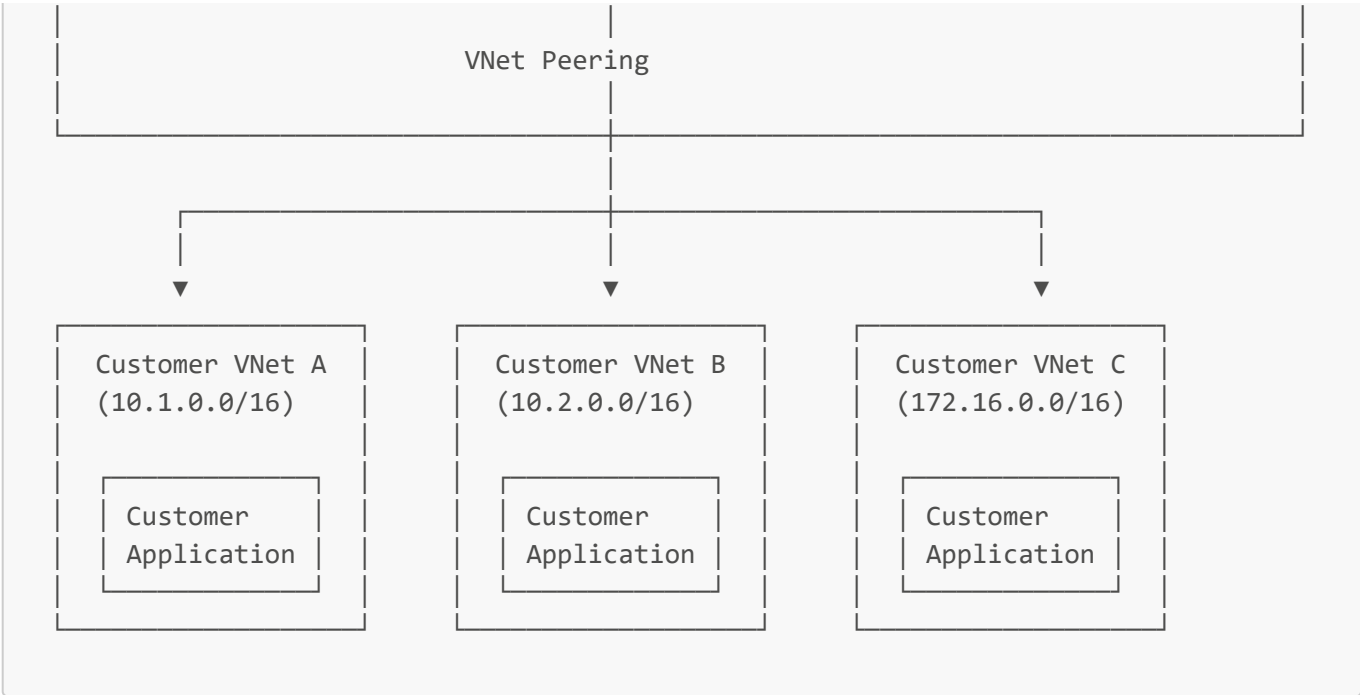 VNet Peering
Customer VNet A
(10.1.0.0/16)
Customer
Application
Customer VNet B
(10.2.0.0/16)
Customer
Application
Customer VNet C
(172.16.0.0/16)
Customer
Application